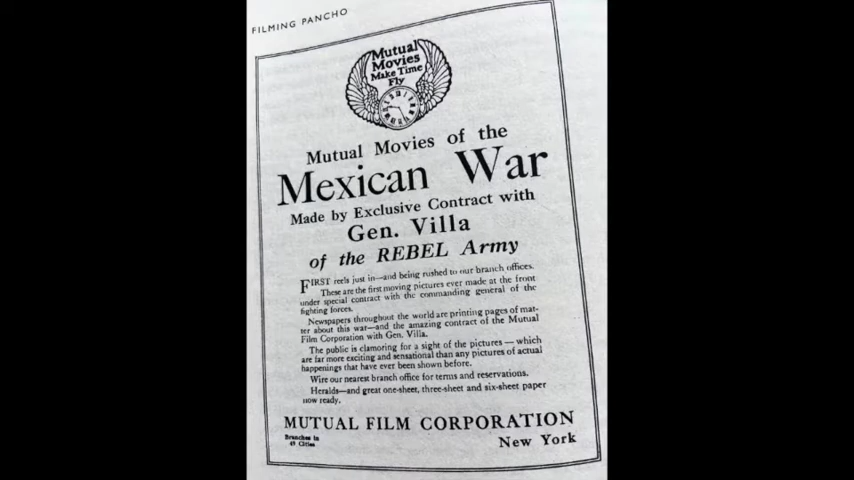 FILMING PANCHO
Mutual
Movies
Make Time
Fly
Mutual Movies of the
Mexican War
Made by Exclusive Contract with
Gen. Villa
of the REBEL Army
FIRST reels just in—and being rushed to our branch offices.
These are the first moving pictures ever made at the front
under special contract with the commanding general of the
fighting forces.
Newspapers throughout the world are printing pages of mat-
ter about this war—and the amazing contract of the Mutual
Film Corporation with Gen. Villa.
The public is clamoring for a sight of the pictures — which
are far more exciting and sensational than any pictures of actual
happenings that have ever been shown before.
Wire our nearest branch office for terms and reservations.
Heralds—and great one-sheet, three-sheet and six-sheet paper
now ready.
MUTUAL FILM CORPORATION
Branches in
49 Cities
New York